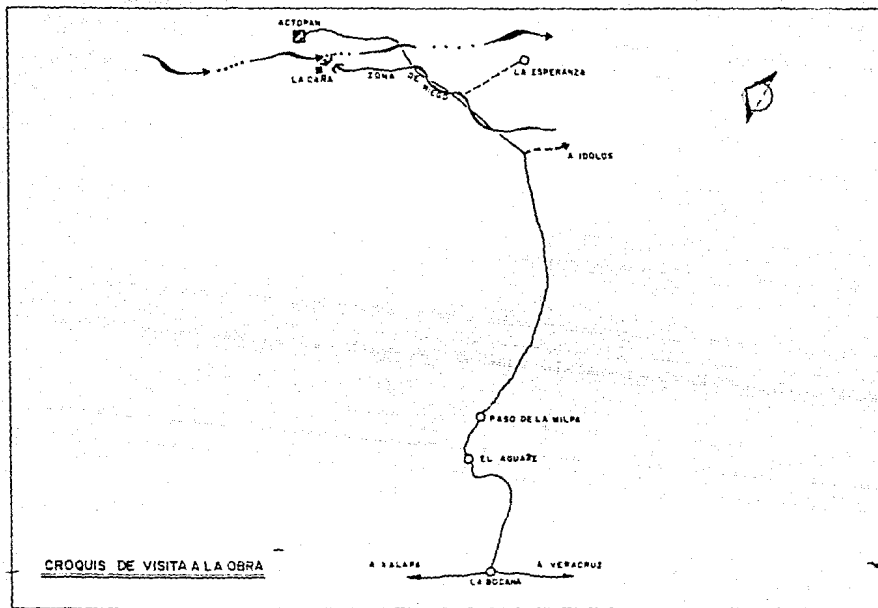 ACTOPAN
LA CAÑA
ZONA DE RIEGO
LA ESPERANZA
A IDOLOS
PASO DE LA MILPA
EL AGUAJE
CROQUIS DE VISITA A LA OBRA
A XALAPA
A VERACRUZ
LA BOCANA